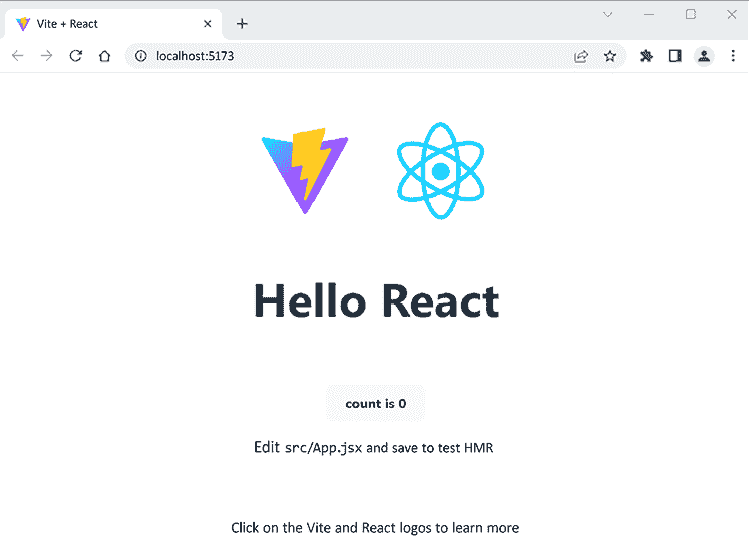 Vite + React
localhost:5173
Hello React
count is 0
Edit src/App.jsx and save to test HMR
Click on the Vite and React logos to learn more